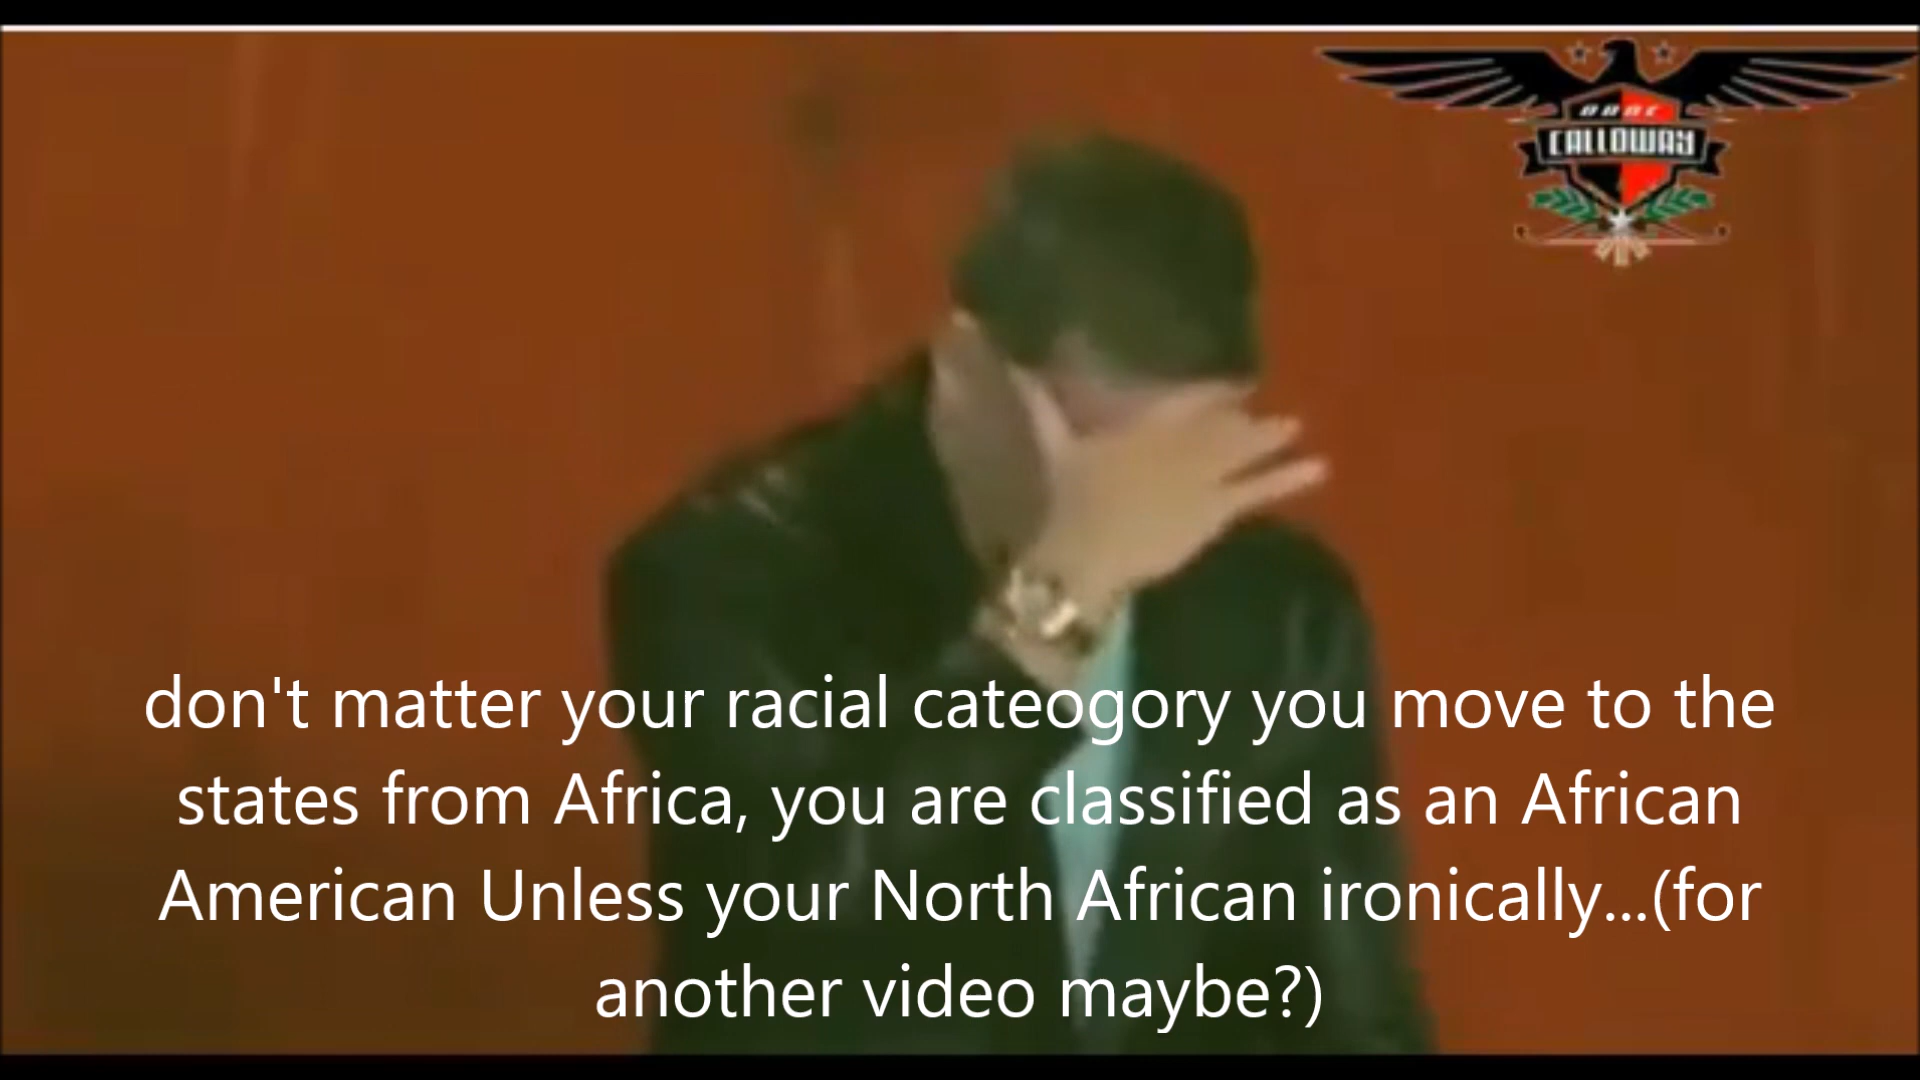 CALLOWAY
don't matter your racial cateogory you move to the
states from Africa, you are classified as an African
American Unless your North African ironically...(for
another video maybe?)